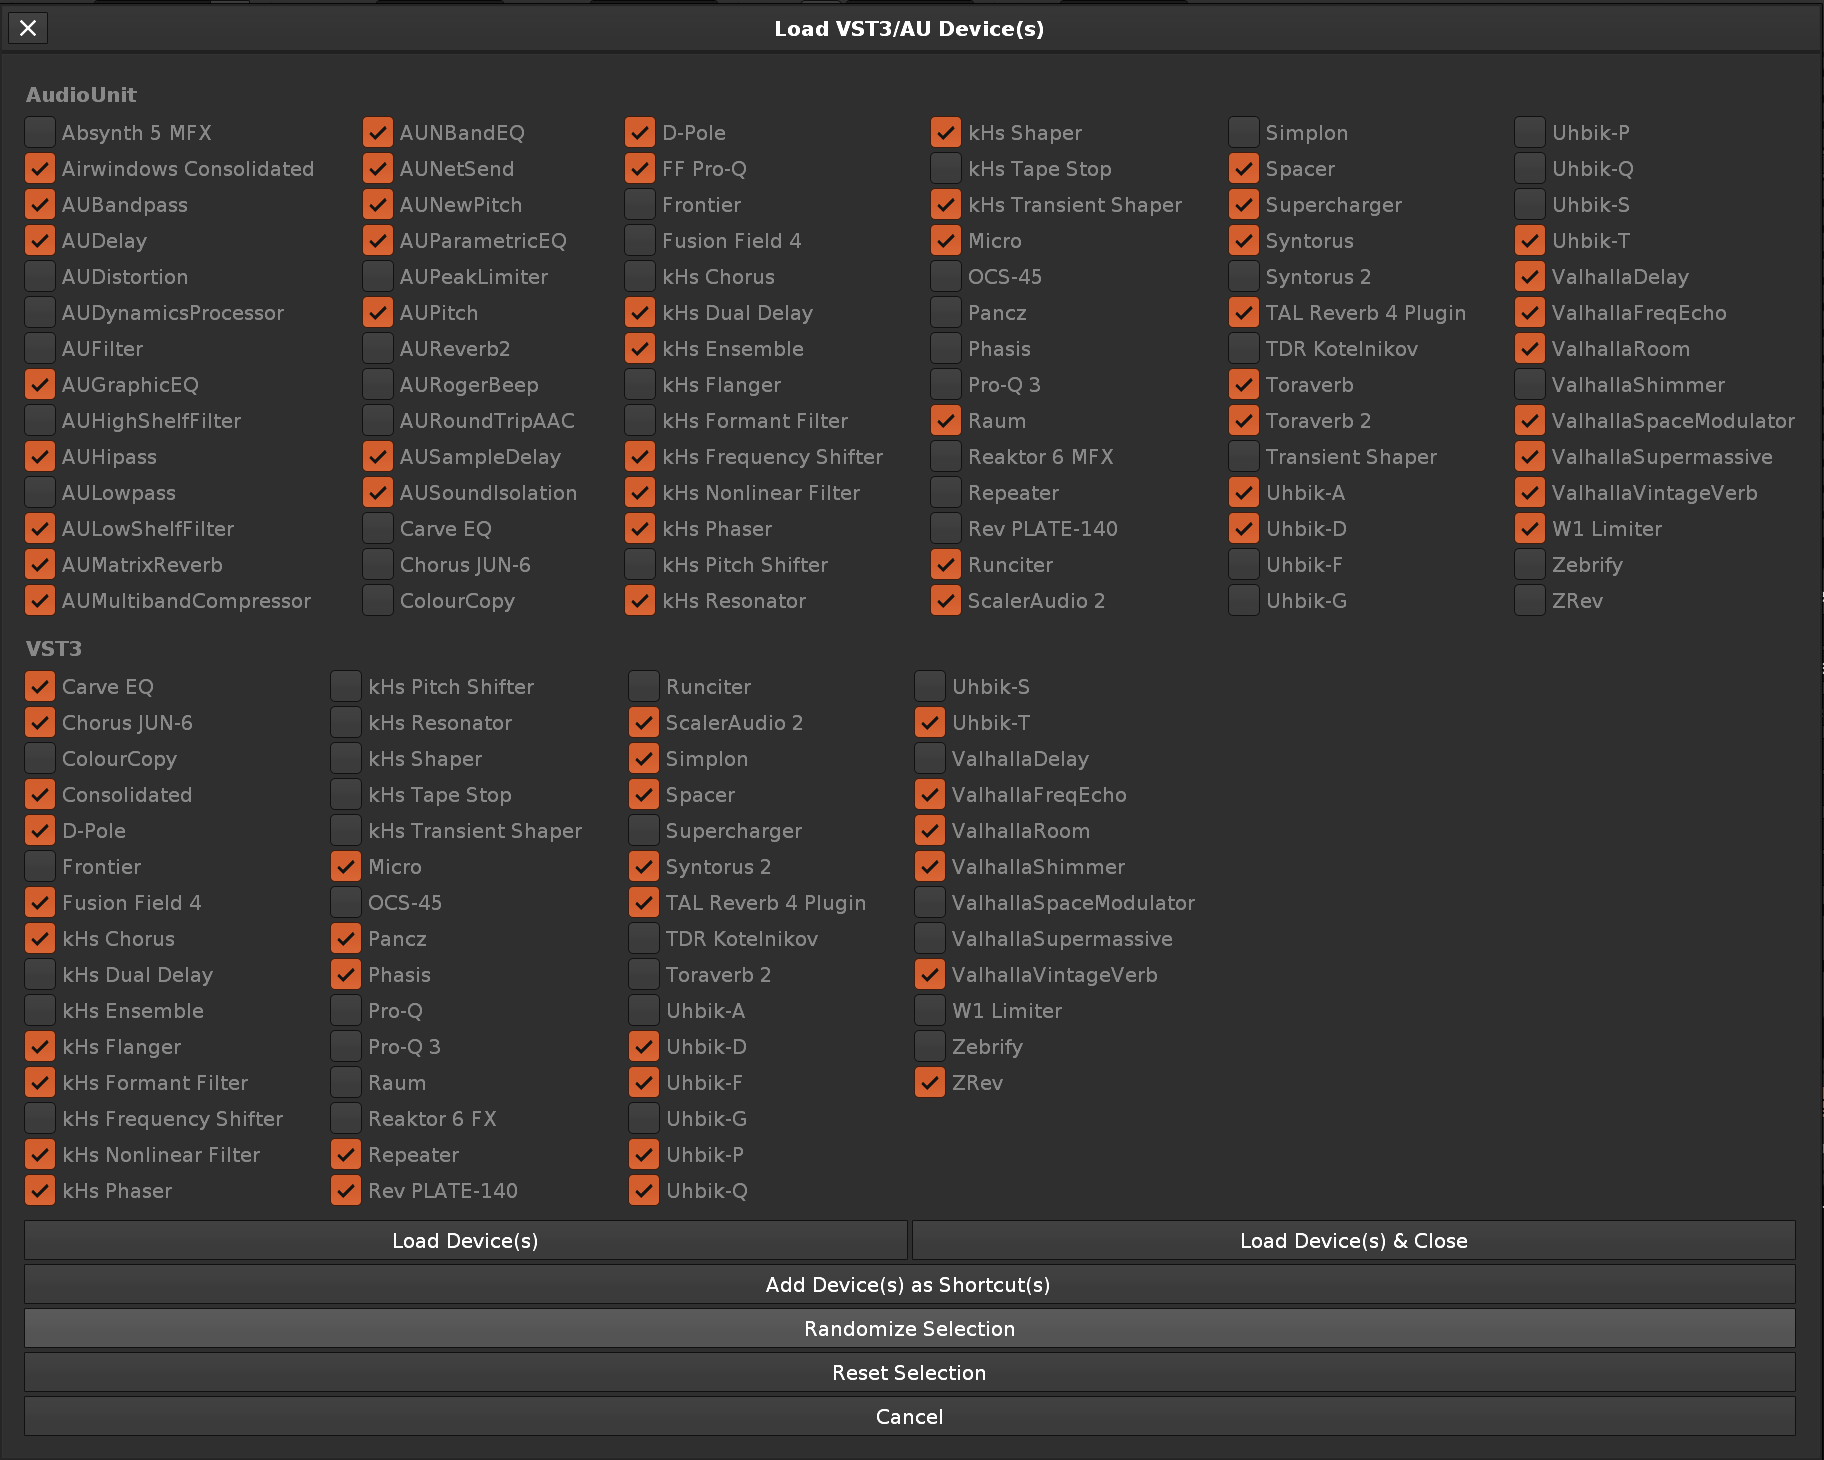 Load VST3/AU Device(s)
AudioUnit
Absynth 5 MFX
Airwindows Consolidated
AUBandpass
AUDelay
AUDistortion
AUDynamicsProcessor
AUFilter
AUGraphicEQ
AUHighShelfFilter
AUHipass
AULowpass
AULowShelfFilter
AUMatrixReverb
AUMultibandCompressor
AUNBandEQ
AUNetSend
AUNewPitch
AUParametricEQ
AUPeakLimiter
AUPitch
AUReverb2
AURogerBeep
AURoundTripAAC
AUSampleDelay
AUSoundIsolation
Carve EQ
Chorus JUN-6
ColourCopy
D-Pole
FF Pro-Q
Frontier
Fusion Field 4
kHs Chorus
kHs Dual Delay
kHs Ensemble
kHs Flanger
kHs Formant Filter
kHs Frequency Shifter
kHs Nonlinear Filter
kHs Phaser
kHs Pitch Shifter
kHs Resonator
kHs Shaper
kHs Tape Stop
kHs Transient Shaper
Micro
OCS-45
Pancz
Phasis
Pro-Q 3
Raum
Reaktor 6 MFX
Repeater
Rev PLATE-140
Runciter
ScalerAudio 2
Simplon
Spacer
Supercharger
Syntorus
Syntorus 2
TAL Reverb 4 Plugin
TDR Kotelnikov
Toraverb
Toraverb 2
Transient Shaper
Uhbik-A
Uhbik-D
Uhbik-F
Uhbik-G
Uhbik-P
Uhbik-Q
Uhbik-S
Uhbik-T
ValhallaDelay
ValhallaFreqEcho
ValhallaRoom
ValhallaShimmer
ValhallaSpaceModulator
ValhallaSupermassive
ValhallaVintageVerb
W1 Limiter
Zebrify
ZRev
VST3
Carve EQ
Chorus JUN-6
ColourCopy
Consolidated
D-Pole
Frontier
Fusion Field 4
kHs Chorus
kHs Dual Delay
kHs Ensemble
kHs Flanger
kHs Formant Filter
kHs Frequency Shifter
kHs Nonlinear Filter
kHs Phaser
kHs Pitch Shifter
kHs Resonator
kHs Shaper
kHs Tape Stop
kHs Transient Shaper
Micro
OCS-45
Pancz
Phasis
Pro-Q
Pro-Q 3
Raum
Reaktor 6 FX
Repeater
Rev PLATE-140
Runciter
ScalerAudio 2
Simplon
Spacer
Supercharger
Syntorus 2
TAL Reverb 4 Plugin
TDR Kotelnikov
Toraverb 2
Uhbik-A
Uhbik-D
Uhbik-F
Uhbik-G
Uhbik-P
Uhbik-Q
Uhbik-S
Uhbik-T
ValhallaDelay
ValhallaFreqEcho
ValhallaRoom
ValhallaShimmer
ValhallaSpaceModulator
ValhallaSupermassive
ValhallaVintageVerb
W1 Limiter
Zebrify
ZRev
Load Device(s)
Load Device(s) & Close
Add Device(s) as Shortcut(s)
Randomize Selection
Reset Selection
Cancel